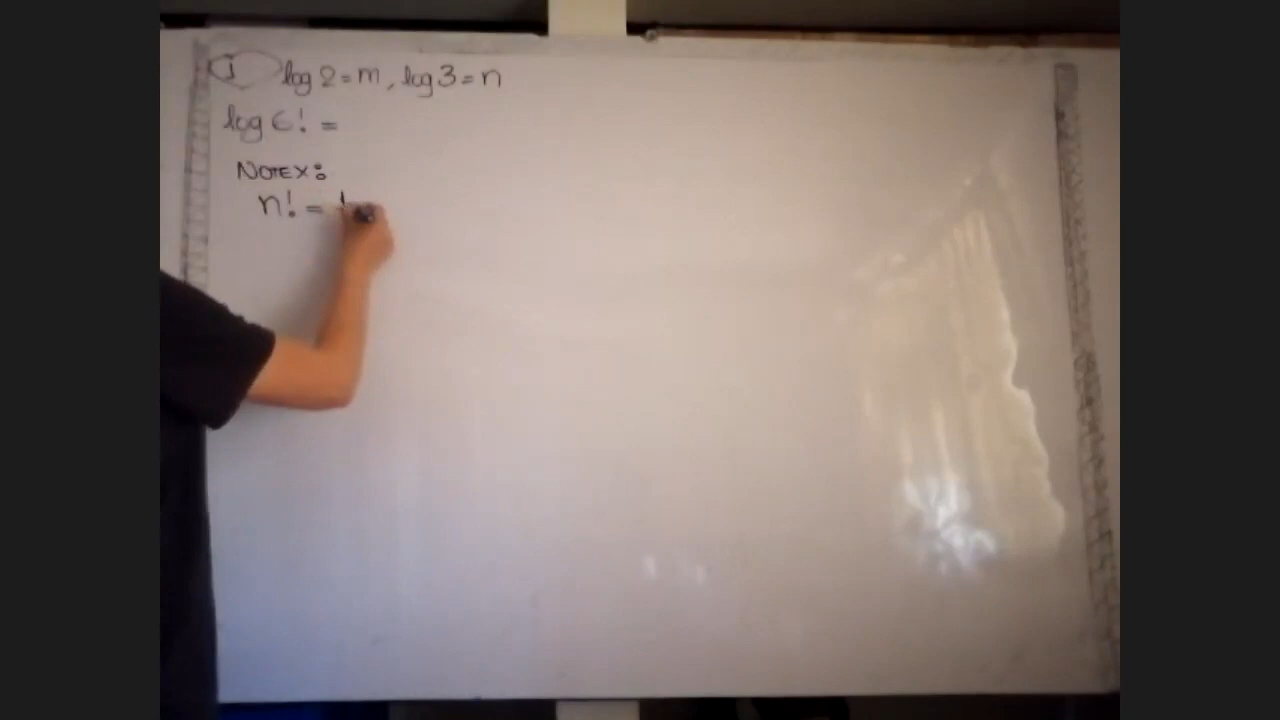 1 log 2 = m, log 3 = n
log 6! =
NOTEX:
n! =